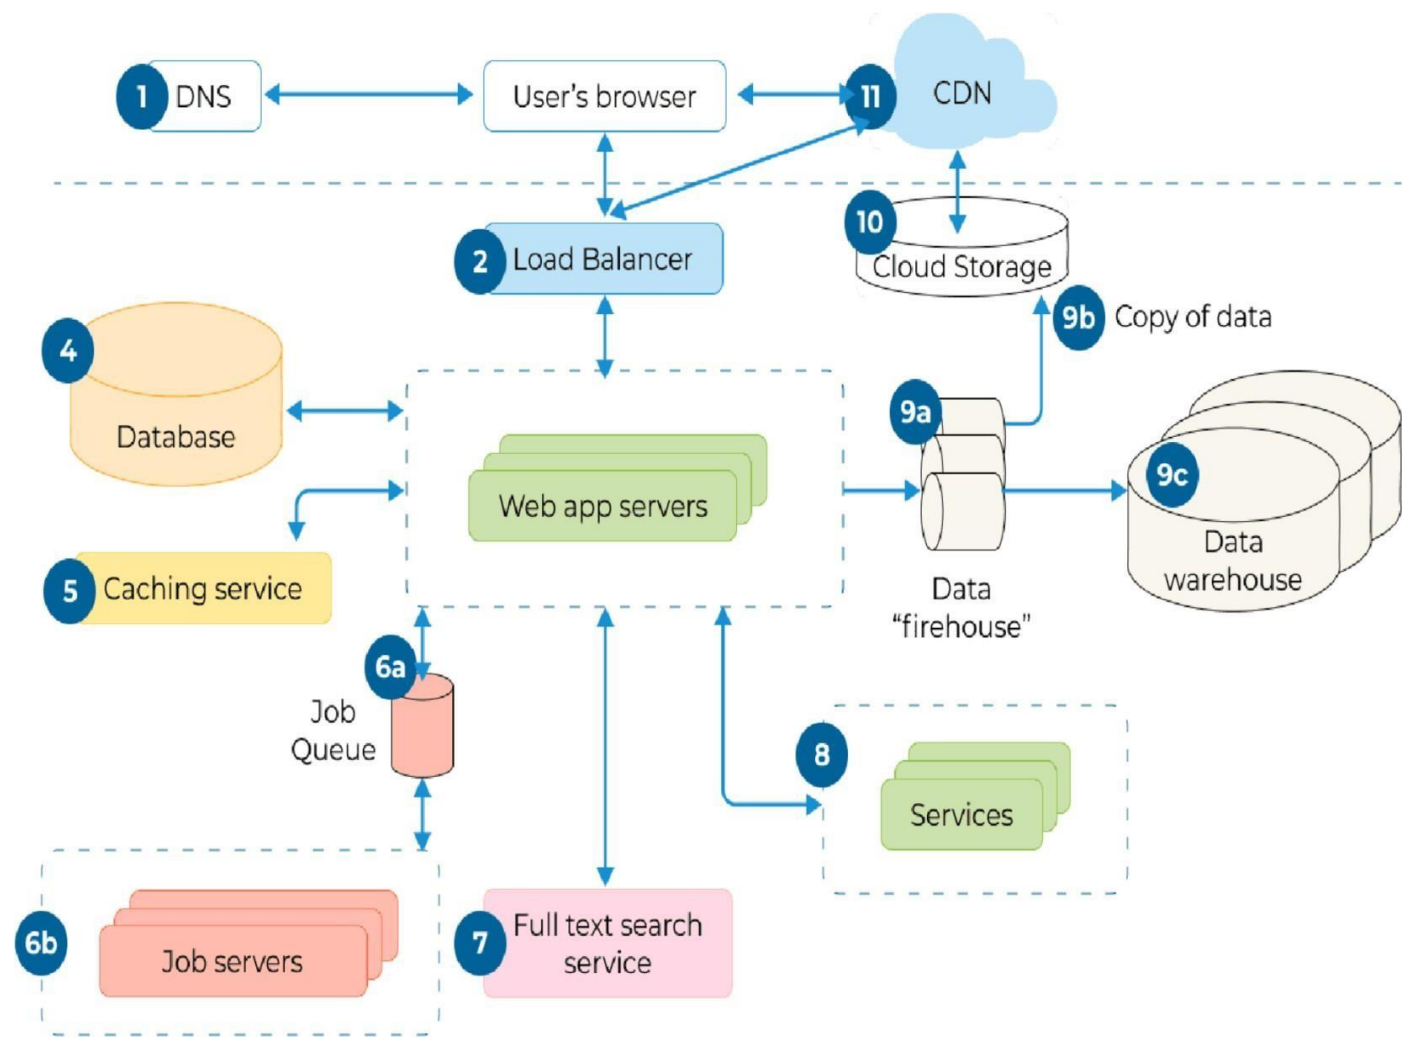 1
DNS
User's browser
11
CDN
2
Load Balancer
10
Cloud Storage
9b
Copy of data
4
Database
9a
9c
Web app servers
Data
warehouse
5
Caching service
Data
“firehouse”
6a
Job
Queue
8
Services
6b
Job servers
7
Full text search
service